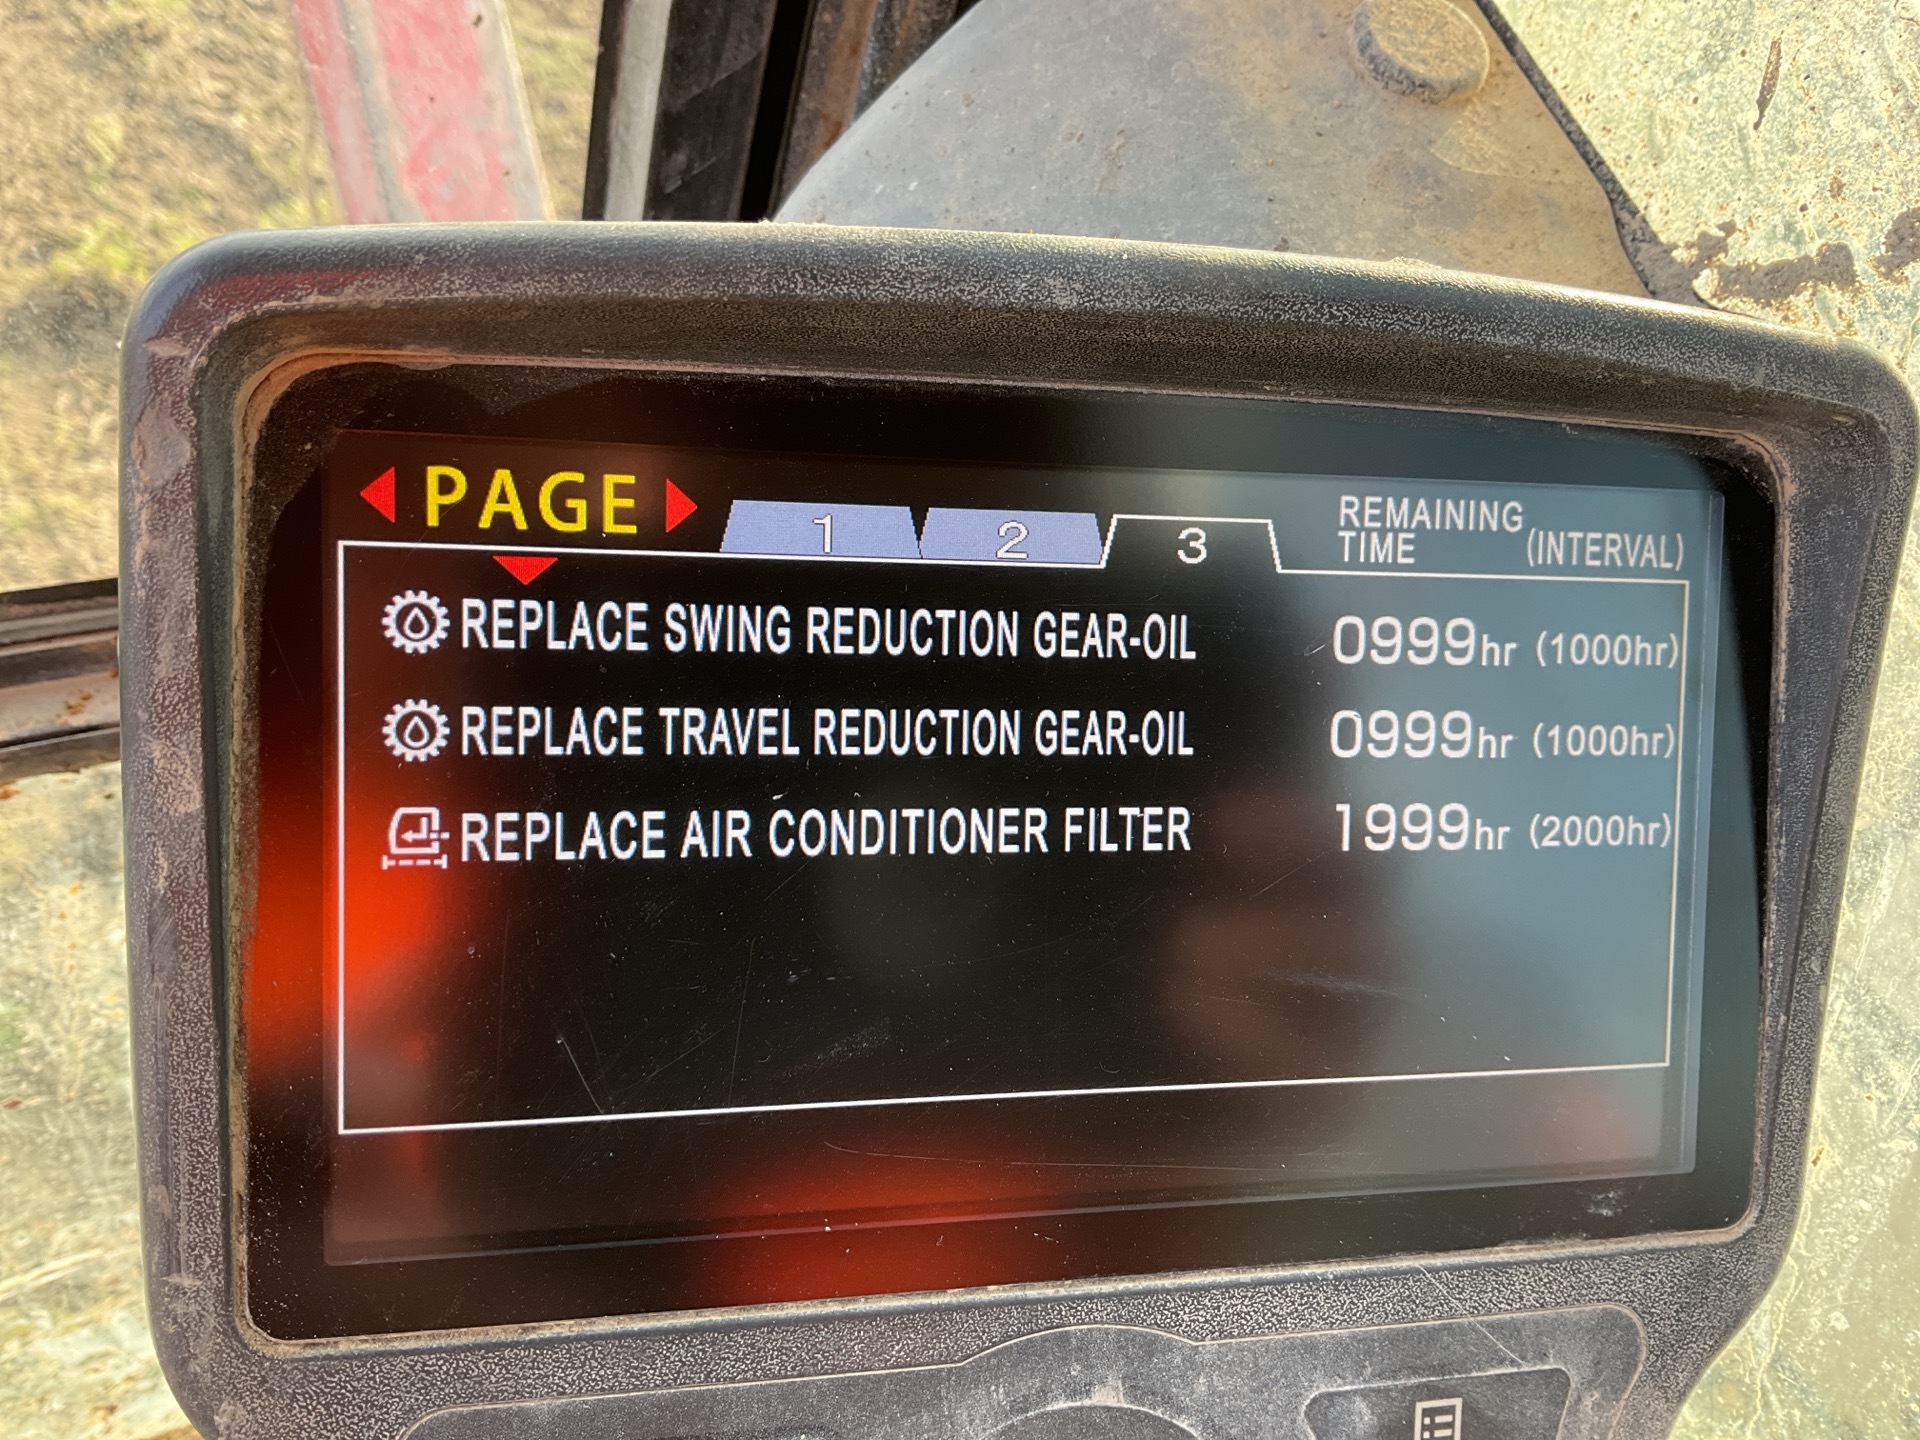 PAGE 1 2 3 REMAINING TIME (INTERVAL)
REPLACE SWING REDUCTION GEAR-OIL 0999hr (1000hr)
REPLACE TRAVEL REDUCTION GEAR-OIL 0999hr (1000hr)
REPLACE AIR CONDITIONER FILTER 1999hr (2000hr)